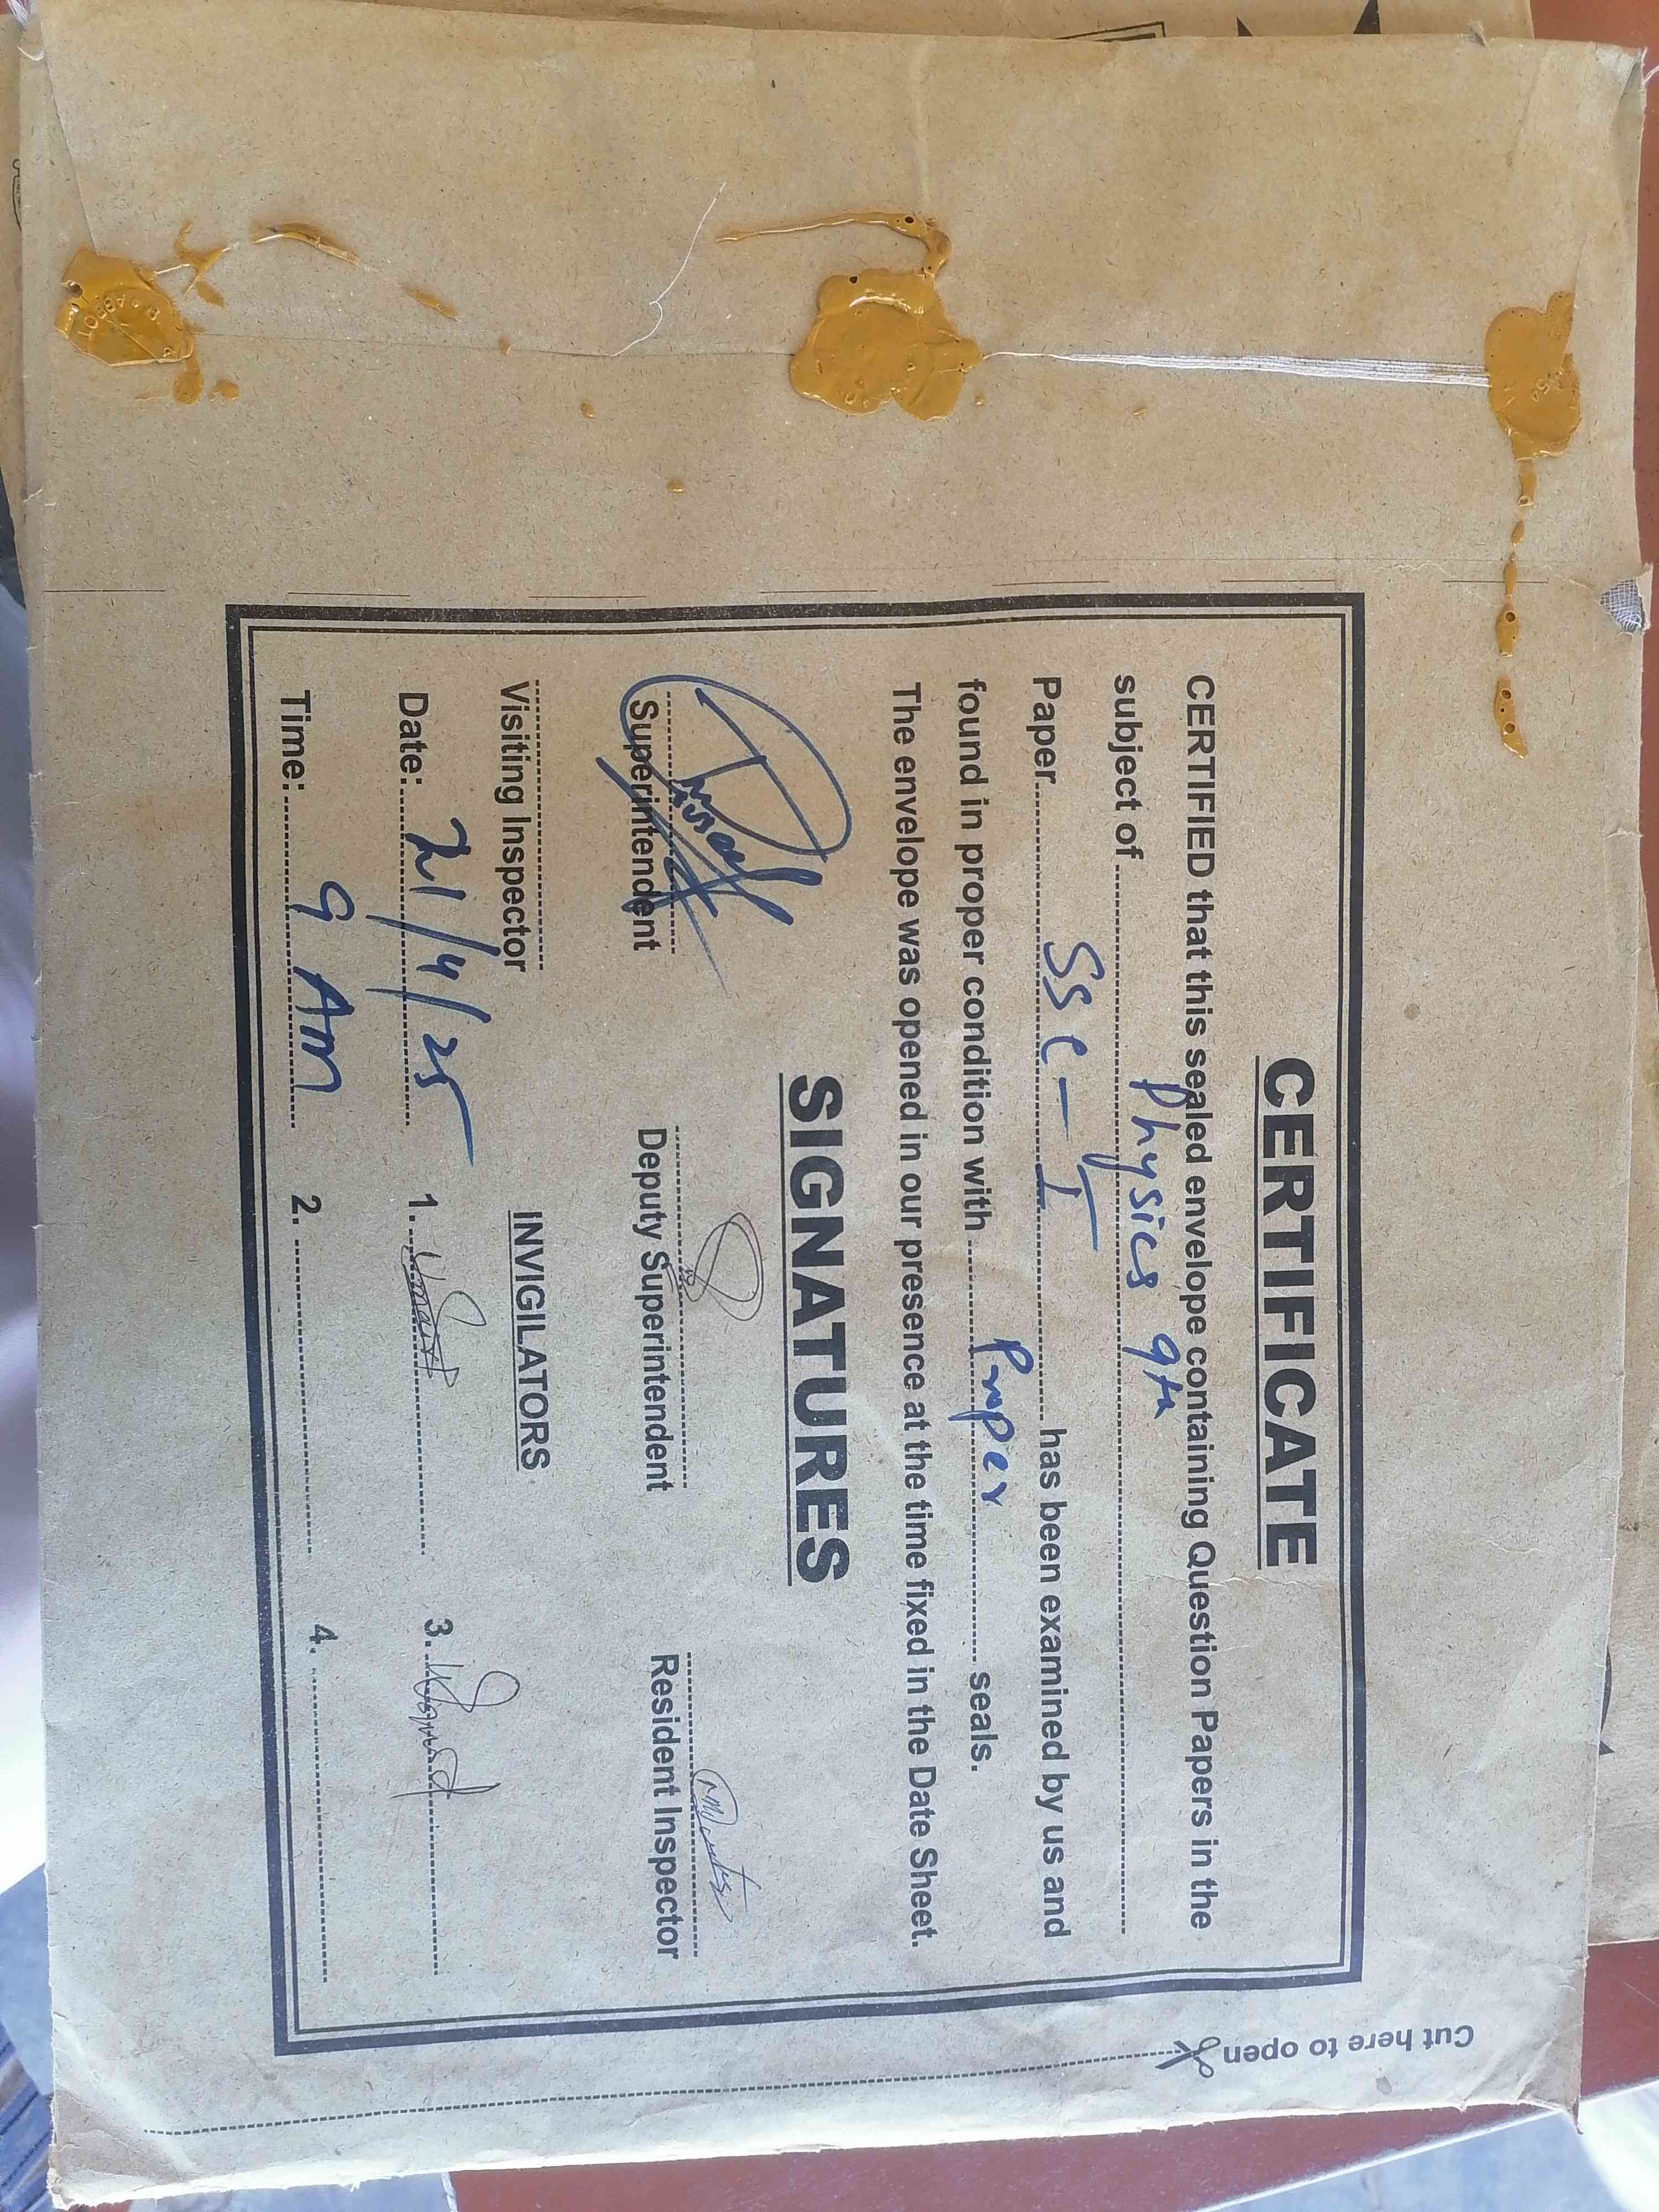 CERTIFICATE
CERTIFIED that this sealed envelope containing Question Papers in the
subject of Physics 9th
Paper SSC-I has been examined by us and
found in proper condition with Proper seals.
The envelope was opened in our presence at the time fixed in the Date Sheet.
SIGNATURES
Superintendent Deputy Superintendent Resident Inspector
Visiting Inspector INVIGILATORS
Date: 21/4/25 1. 3.
Time: 9 AM 2. 4.
Cut here to open